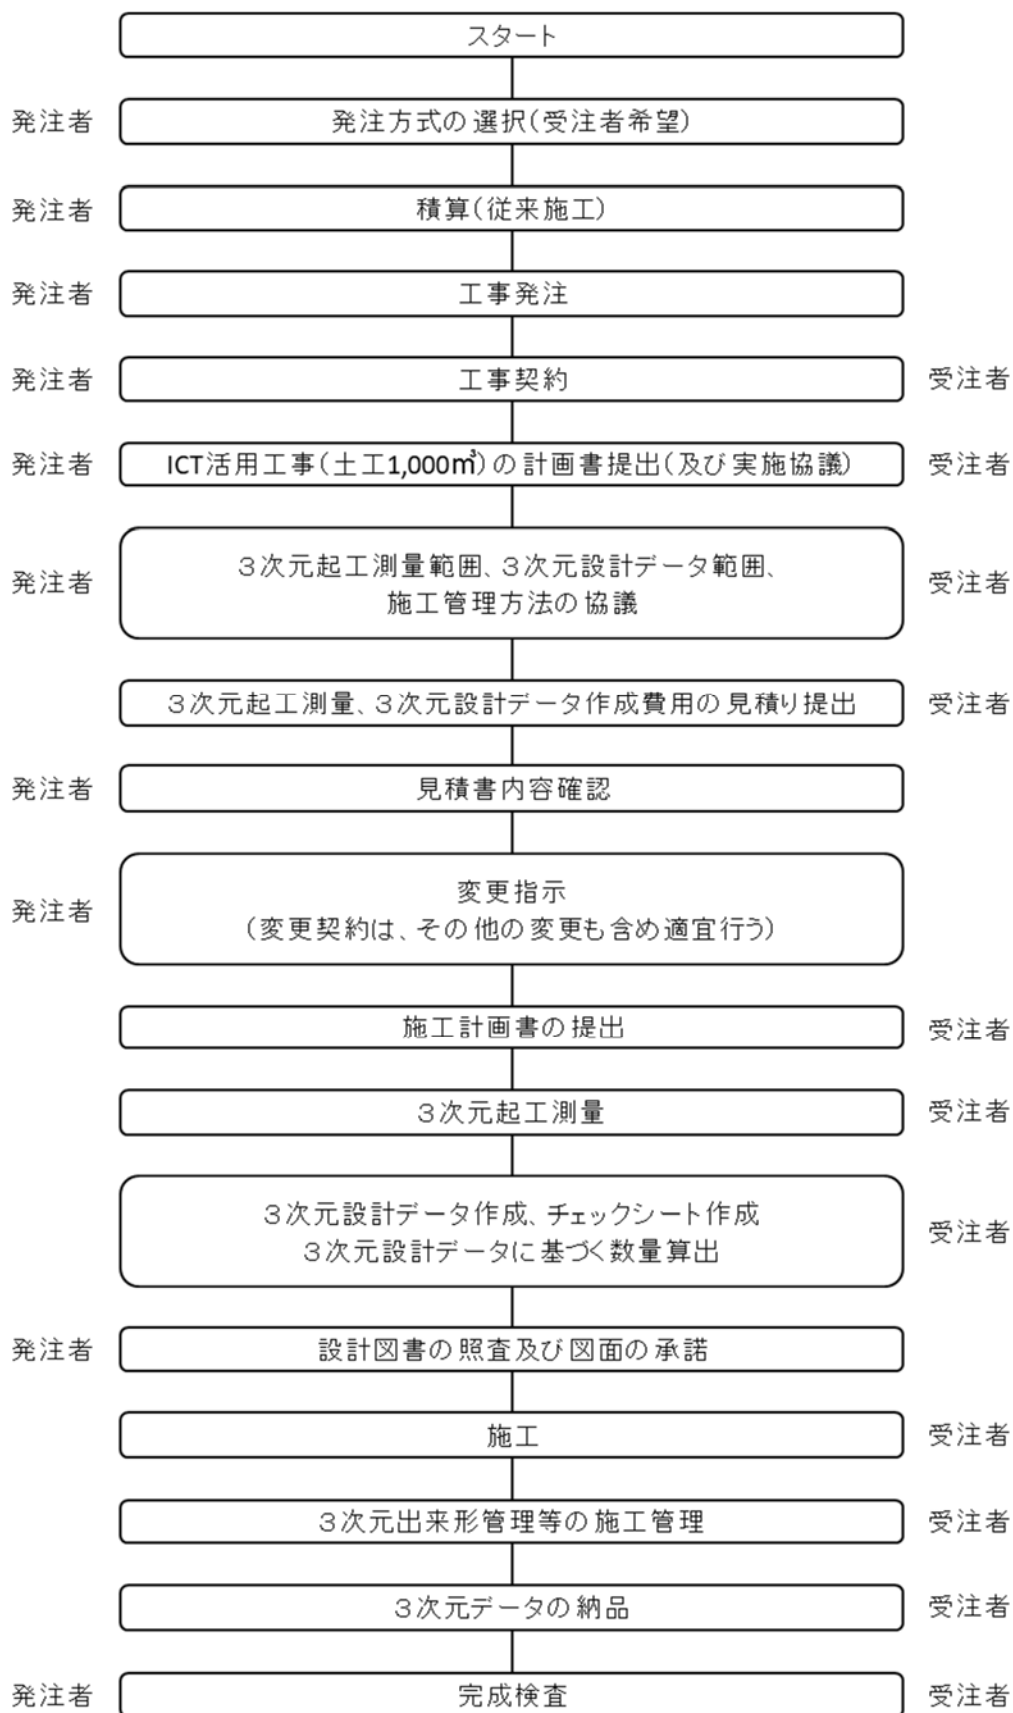 スタート
発注者 発注方式の選択(受注者希望)
発注者 積算(従来施工)
発注者 工事発注
発注者 工事契約 受注者
発注者 ICT活用工事(土工1,000㎥)の計画書提出(及び実施協議) 受注者
３次元起工測量範囲、３次元設計データ範囲、
発注者 施工管理方法の協議 受注者
３次元起工測量、３次元設計データ作成費用の見積り提出 受注者
発注者 見積書内容確認
変更指示
発注者 (変更契約は、その他の変更も含め適宜行う)
施工計画書の提出 受注者
３次元起工測量 受注者
３次元設計データ作成、チェックシート作成
３次元設計データに基づく数量算出 受注者
発注者 設計図書の照査及び図面の承諾
施工 受注者
３次元出来形管理等の施工管理 受注者
３次元データの納品 受注者
発注者 完成検査 受注者